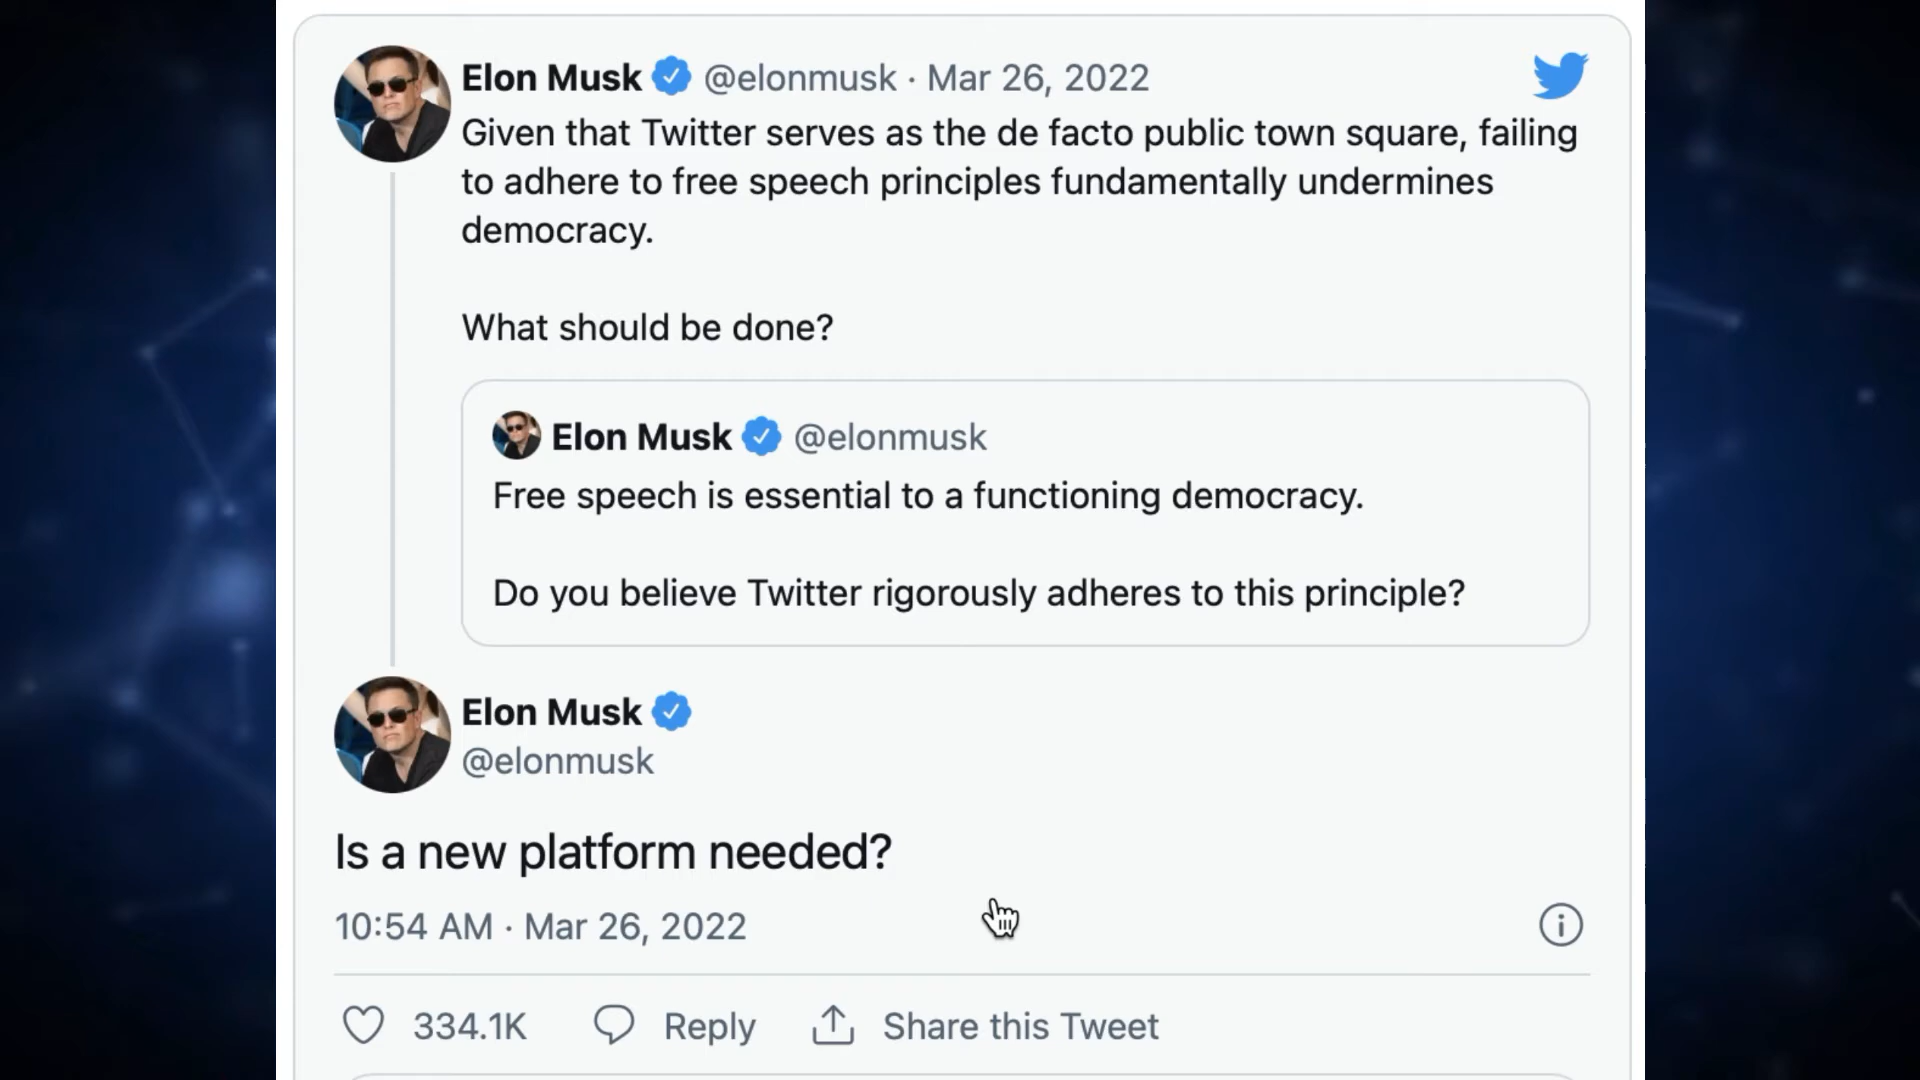 Elon Musk @elonmusk · Mar 26, 2022
Given that Twitter serves as the de facto public town square, failing
to adhere to free speech principles fundamentally undermines
democracy.
What should be done?
Elon Musk @elonmusk
Free speech is essential to a functioning democracy.
Do you believe Twitter rigorously adheres to this principle?
Elon Musk
@elonmusk
Is a new platform needed?
10:54 AM · Mar 26, 2022
334.1K Reply Share this Tweet